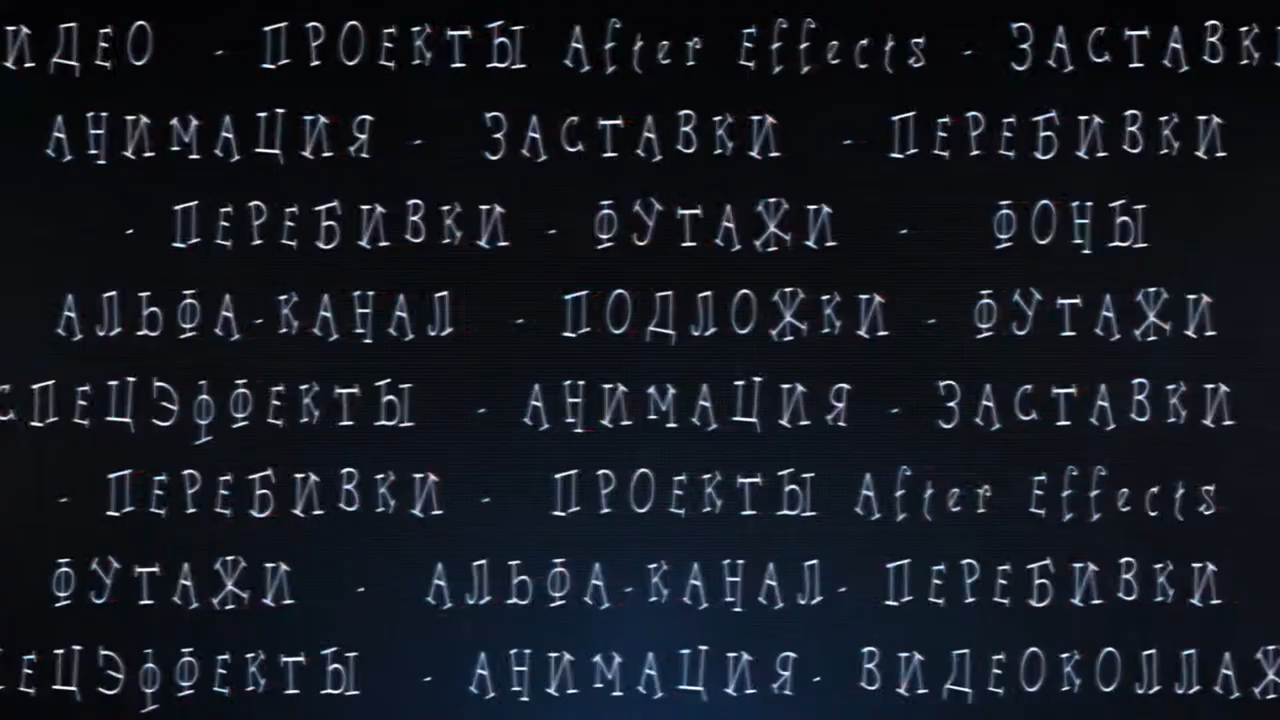 ИДЕО - ПРОЕКТЫ After Effects - ЗАСТАВК
АНИМАЦИЯ - ЗАСТАВКИ - ПЕРЕБИВКИ
- ПЕРЕБИВКИ - ФУТАЖИ - ФОНЫ
АЛЬФА-КАНАЛ - ПОДЛОЖКИ - ФУТАЖИ
СПЕЦЭФФЕКТЫ - АНИМАЦИЯ - ЗАСТАВКИ
- ПЕРЕБИВКИ - ПРОЕКТЫ After Effects
ФУТАЖИ - АЛЬФА-КАНАЛ - ПЕРЕБИВКИ
ЕЦЭФФЕКТЫ - АНИМАЦИЯ - ВИДЕОКОЛЛАЖ